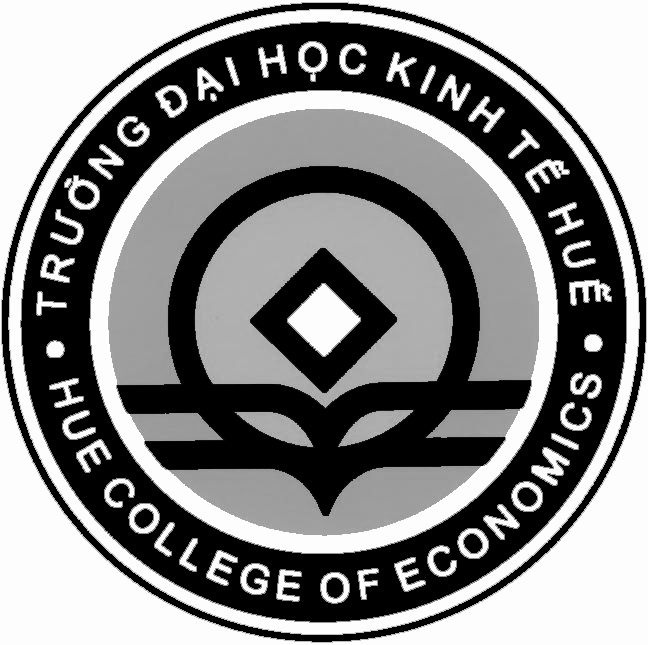 TRƯỜNG ĐẠI HỌC KINH TẾ HUẾ
HUE COLLEGE OF ECONOMICS